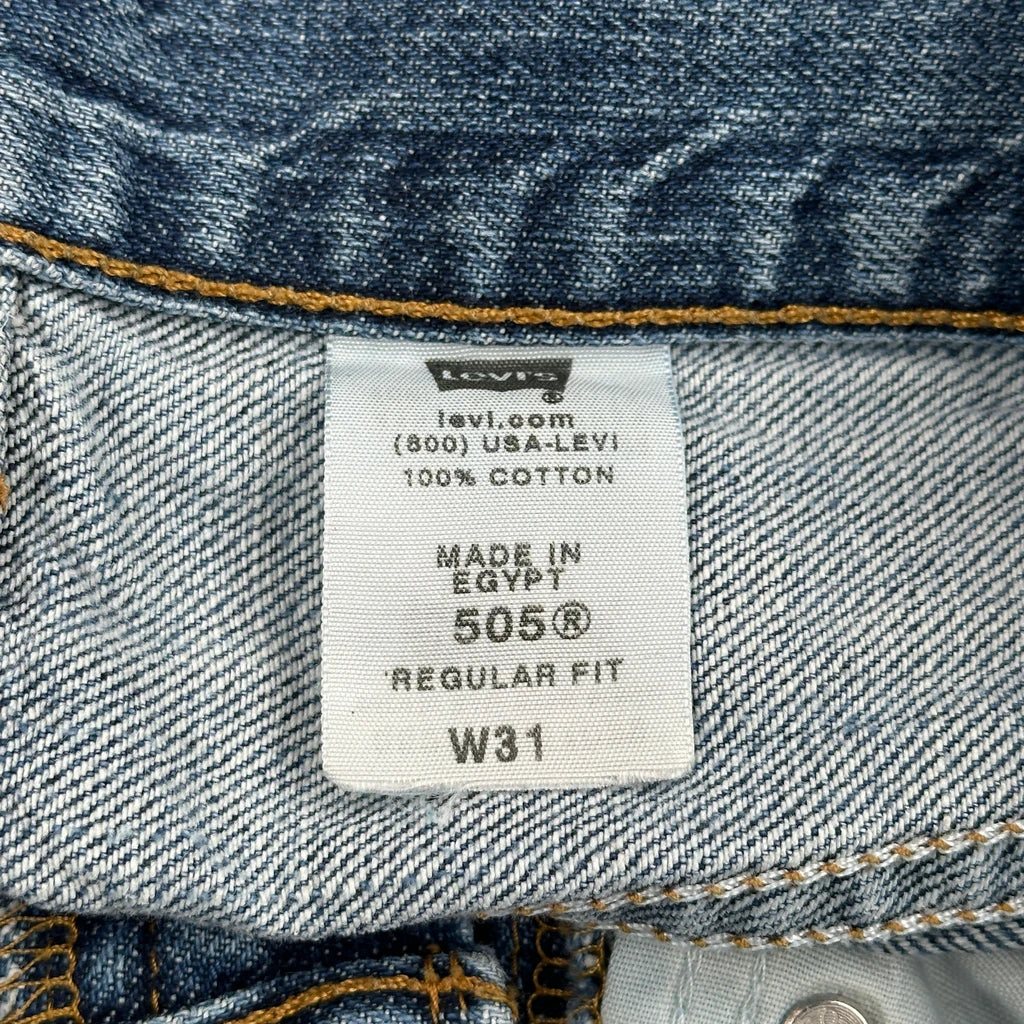 Levi's
®
levi.com
(800) USA-LEVI
100% COTTON
MADE IN
EGYPT
505®
REGULAR FIT
W31